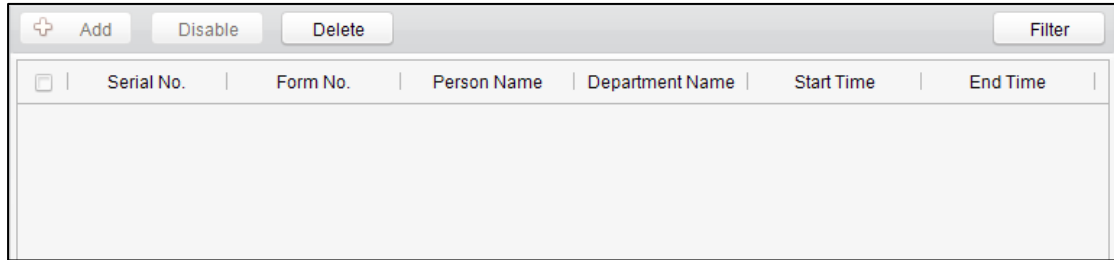 Add Disable Delete Filter
Serial No. Form No. Person Name Department Name Start Time End Time